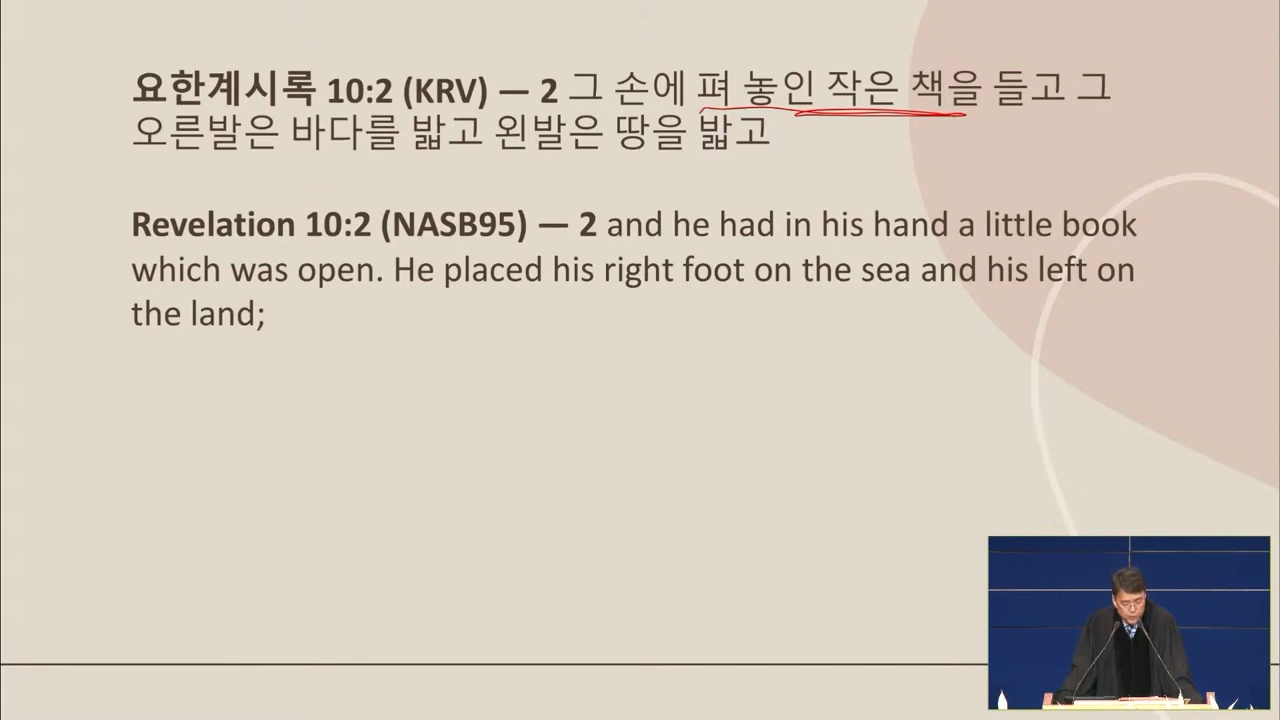 요한계시록 10:2 (KRV) — 2 그 손에 펴 놓인 작은 책을 들고 그
오른발은 바다를 밟고 왼발은 땅을 밟고
Revelation 10:2 (NASB95) — 2 and he had in his hand a little book
which was open. He placed his right foot on the sea and his left on
the land;